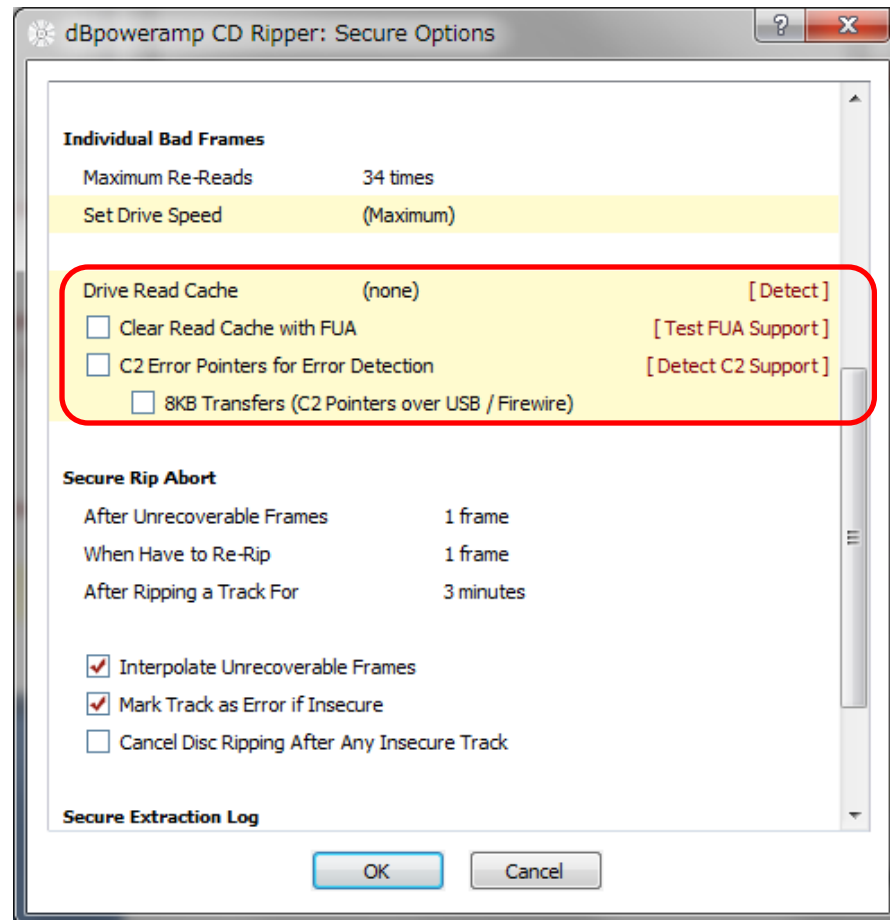 dBpoweramp CD Ripper: Secure Options
Individual Bad Frames
Maximum Re-Reads 34 times
Set Drive Speed (Maximum)
Drive Read Cache (none) [ Detect ]
Clear Read Cache with FUA [ Test FUA Support ]
C2 Error Pointers for Error Detection [ Detect C2 Support ]
8KB Transfers (C2 Pointers over USB / Firewire)
Secure Rip Abort
After Unrecoverable Frames 1 frame
When Have to Re-Rip 1 frame
After Ripping a Track For 3 minutes
Interpolate Unrecoverable Frames
Mark Track as Error if Insecure
Cancel Disc Ripping After Any Insecure Track
Secure Extraction Log
OK Cancel